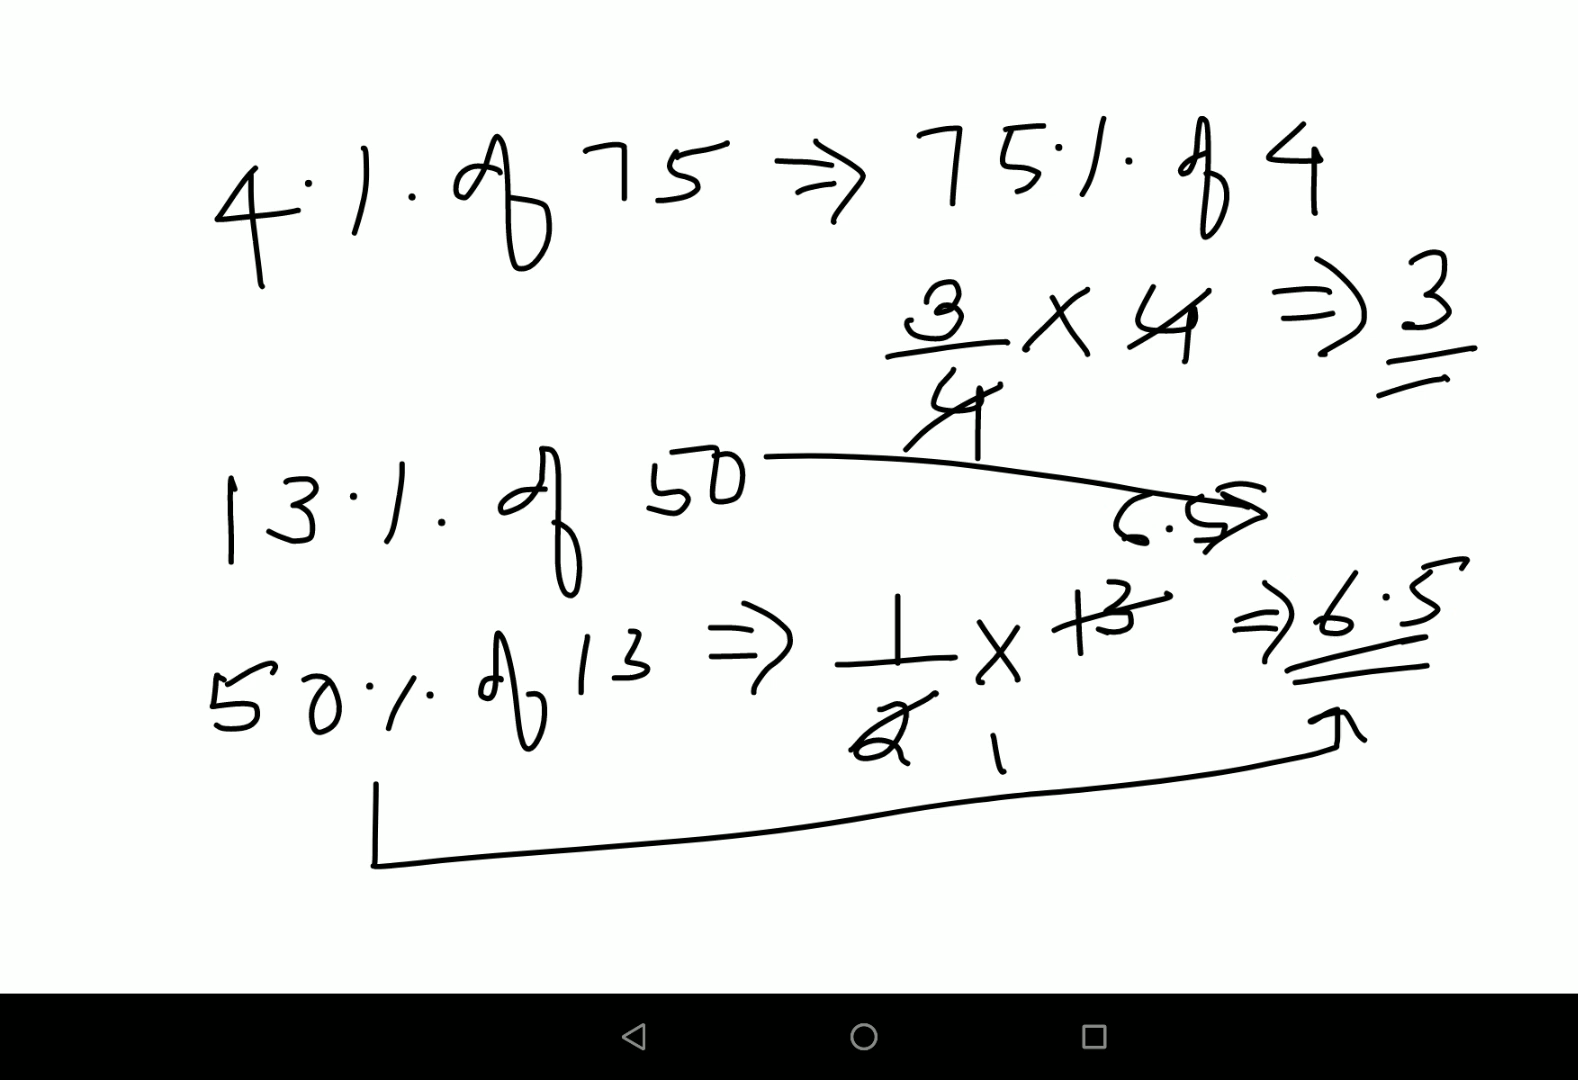 4% of 75 ⇒ 75% of 4
3/4 × 4 ⇒ 3
13% of 50
6.5
50% of 13 ⇒ 1/2 × 13 ⇒ 6.5
1